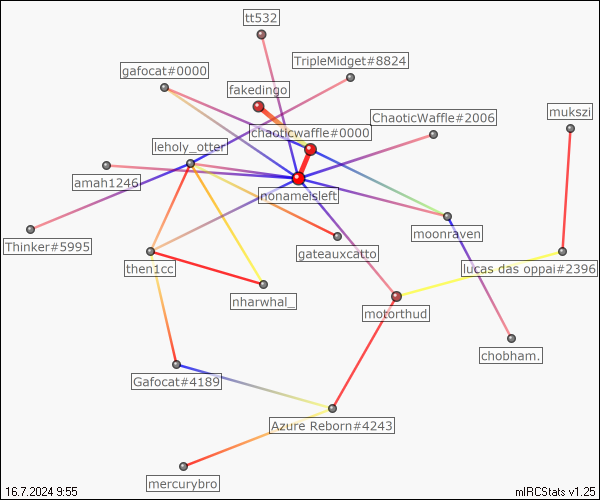 tt532
TripleMidget#8824
gafocat#0000
fakedingo
mukszi
ChaoticWaffle#2006
chaoticwaffle#0000
leholy_otter
amah1246
nonameisleft
moonraven
Thinker#5995
gateauxcatto
then1cc
lucas das oppai#2396
nharwhal_
motorthud
chobham.
Gafocat#4189
Azure Reborn#4243
mercurybro
16.7.2024 9:55
mIRCStats v1.25